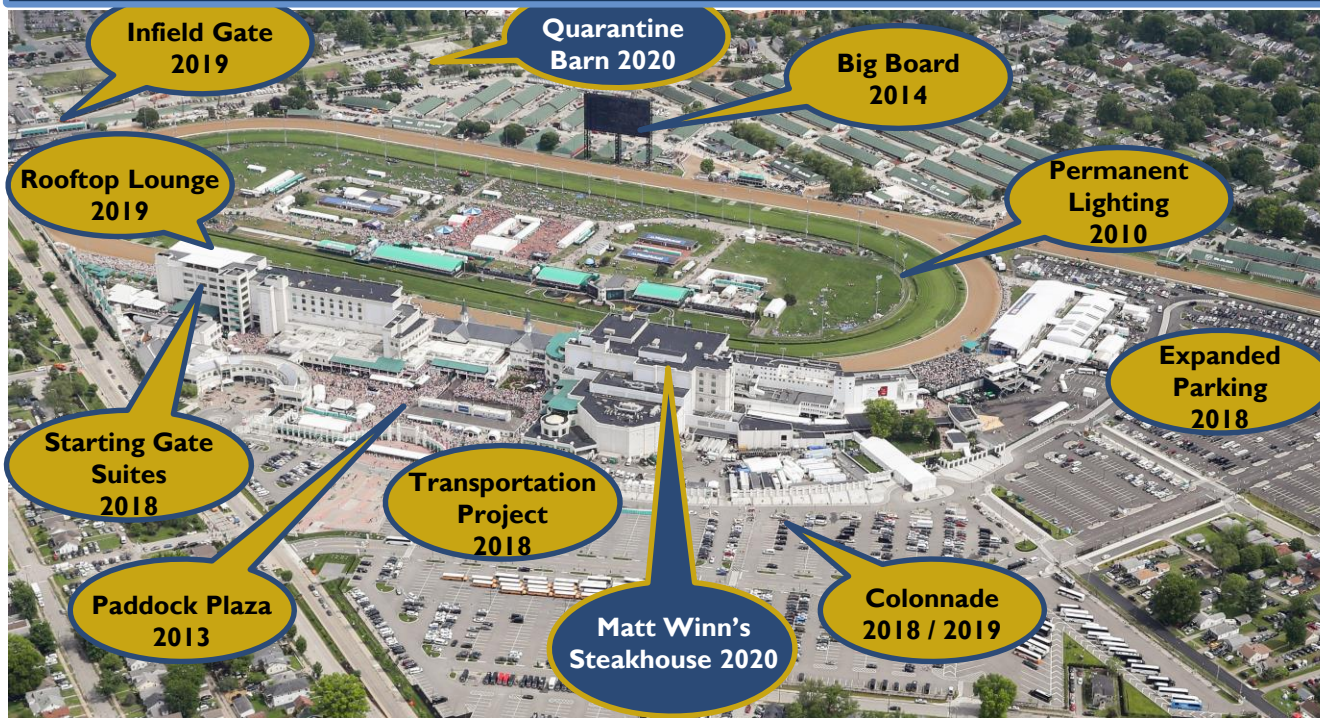 Infield Gate
2019
Quarantine
Barn 2020
Big Board
2014
Rooftop Lounge
2019
Permanent
Lighting
2010
Expanded
Parking
2018
Starting Gate
Suites
2018
Transportation
Project
2018
Paddock Plaza
2013
Matt Winn's
Steakhouse 2020
Colonnade
2018 / 2019